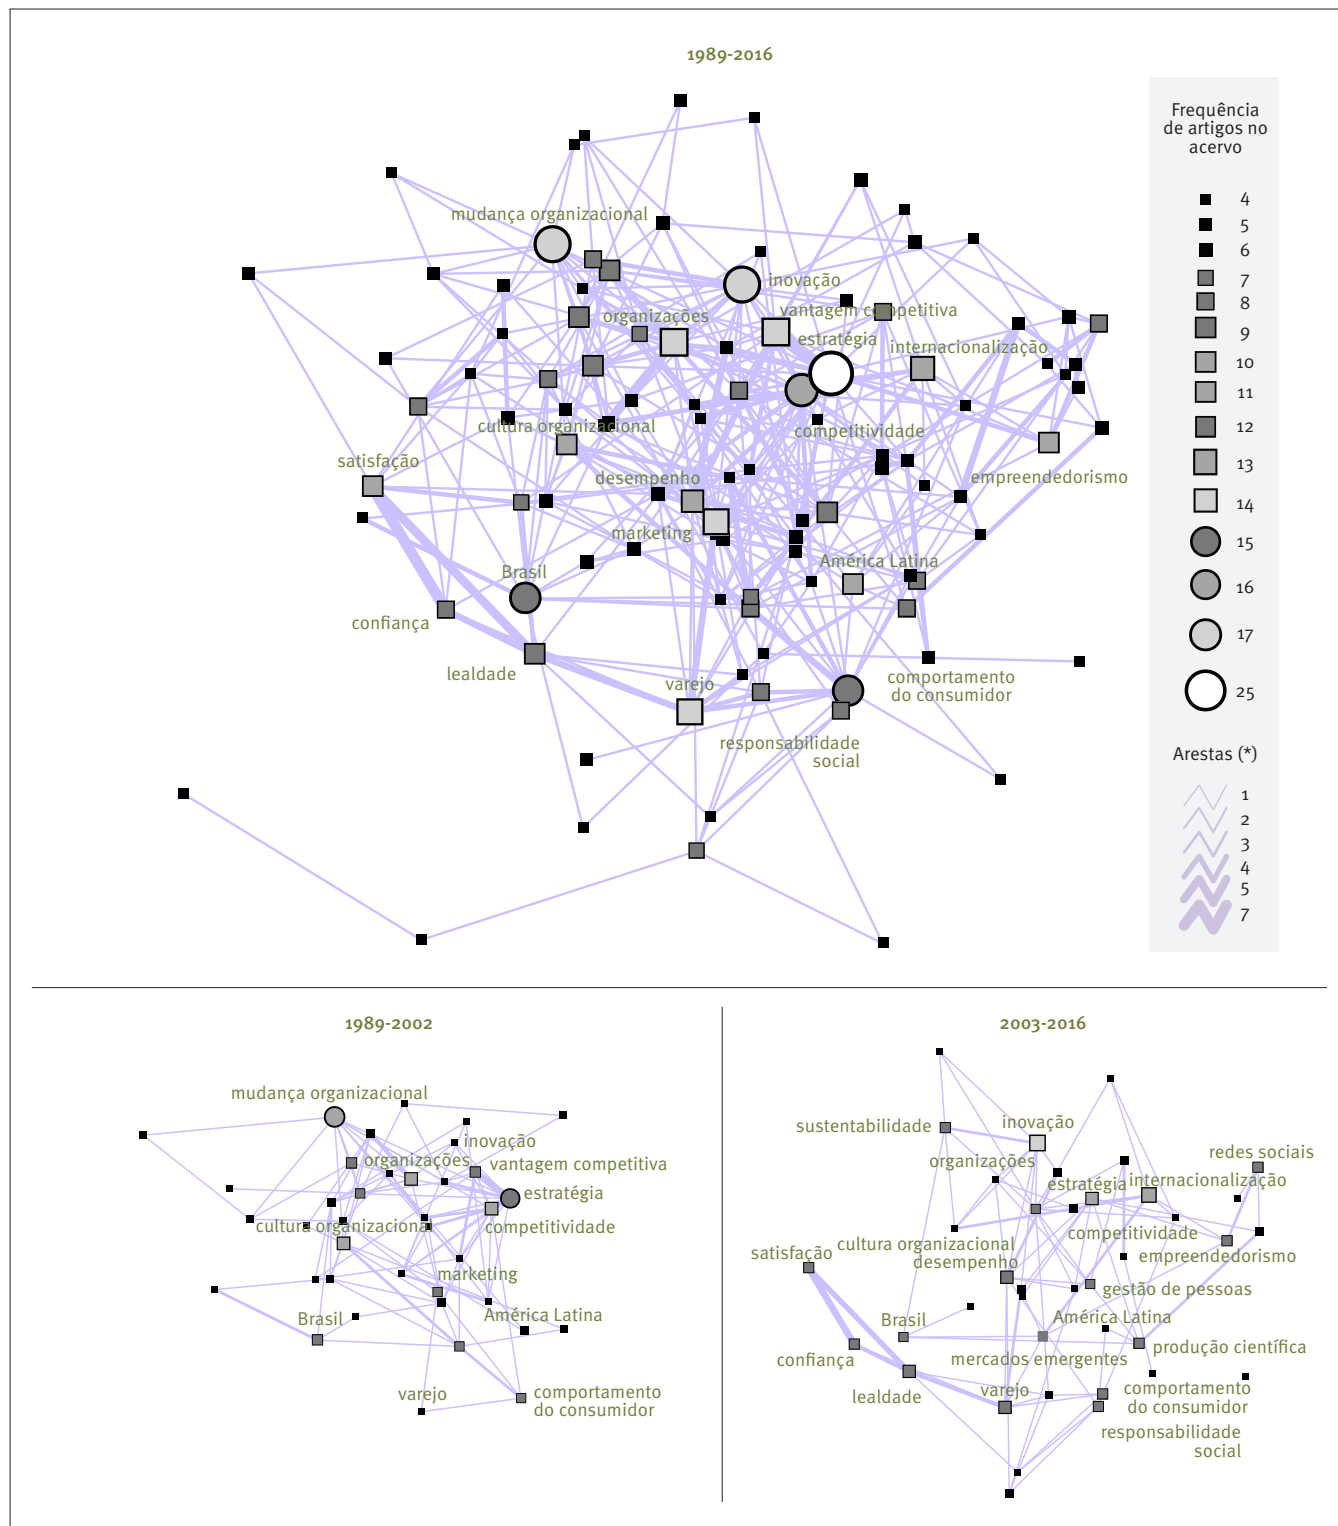 1989-2016
Frequência
de artigos no
acervo
4
5
6
7
8
9
10
11
12
13
14
15
16
17
25
Arestas (*)
1
2
3
4
5
7
mudança organizacional
inovação
vantagem competitiva
organizações
estratégia
internacionalização
cultura organizacional
competitividade
satisfação
desempenho
empreendedorismo
marketing
América Latina
Brasil
confiança
lealdade
varejo
comportamento
do consumidor
responsabilidade
social
1989-2002
mudança organizacional
inovação
organizações
vantagem competitiva
estratégia
cultura organizacional
competitividade
marketing
Brasil
América Latina
varejo
comportamento
do consumidor
2003-2016
sustentabilidade
inovação
organizações
redes sociais
estratégia
internacionalização
competitividade
cultura organizacional
satisfação
desempenho
empreendedorismo
gestão de pessoas
Brasil
América Latina
confiança
mercados emergentes
produção científica
lealdade
varejo
comportamento
do consumidor
responsabilidade
social